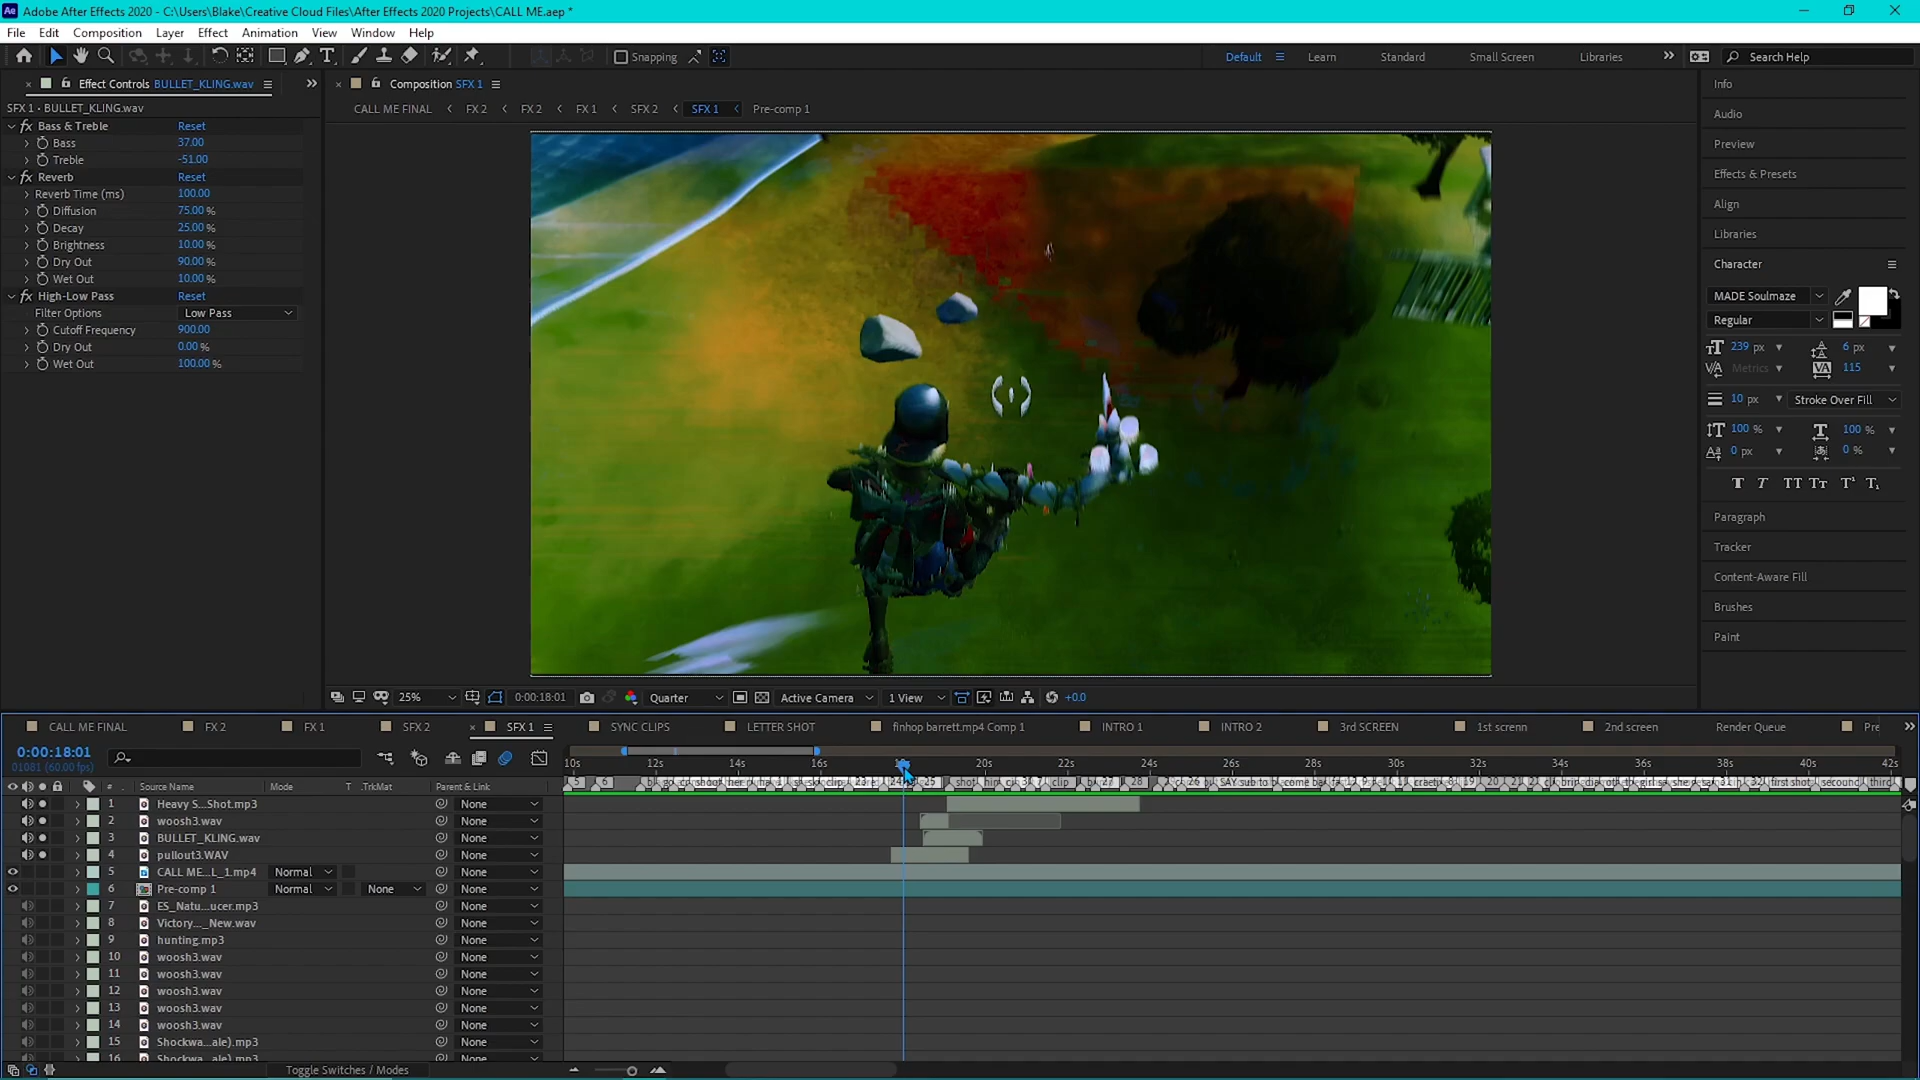 Adobe After Effects 2020 - C:\Users\Blake\Creative Cloud Files\After Effects 2020 Projects\CALL ME.aep *
File Edit Composition Layer Effect Animation View Window Help
Snapping
Default Learn Standard Small Screen Libraries Search Help
Effect Controls BULLET_KLING.wav
Composition SFX 1
SFX 1 • BULLET_KLING.wav
CALL ME FINAL FX 2 FX 2 FX 1 SFX 2 SFX 1 Pre-comp 1
fx Bass & Treble Reset
Bass 37.00
Treble -51.00
fx Reverb Reset
Reverb Time (ms) 100.00
Diffusion 75.00 %
Decay 25.00 %
Brightness 10.00 %
Dry Out 90.00 %
Wet Out 10.00 %
fx High-Low Pass Reset
Filter Options Low Pass
Cutoff Frequency 900.00
Dry Out 0.00 %
Wet Out 100.00 %
Info
Audio
Preview
Effects & Presets
Align
Libraries
Character
MADE Soulmaze
Regular
239 px 6 px
Metrics 115
10 px Stroke Over Fill
100 % 100 %
0 px 0 %
Paragraph
Tracker
Content-Aware Fill
Brushes
Paint
25% 0:00:18:01 Quarter Active Camera 1 View +0.0
CALL ME FINAL FX 2 FX 1 SFX 2 SFX 1 SYNC CLIPS LETTER SHOT finhop barrett.mp4 Comp 1 INTRO 1 INTRO 2 3rd SCREEN 1st screnn 2nd screen Render Queue Pre
0:00:18:01
01081 (60.00 fps)
10s 12s 14s 16s 20s 22s 24s 26s 28s 30s 32s 34s 36s 38s 40s 42s
# Source Name Mode T .TrkMat Parent & Link
1 Heavy S...Shot.mp3 None
2 woosh3.wav None
3 BULLET_KLING.wav None
4 pullout3.WAV None
5 CALL ME...L_1.mp4 Normal None
6 Pre-comp 1 Normal None None
7 ES_Natu...ucer.mp3 None
8 Victory..._New.wav None
9 hunting.mp3 None
10 woosh3.wav None
11 woosh3.wav None
12 woosh3.wav None
13 woosh3.wav None
14 woosh3.wav None
15 Shockwa...ale).mp3 None
16 Shockwa...ale).mp3 None
Toggle Switches / Modes